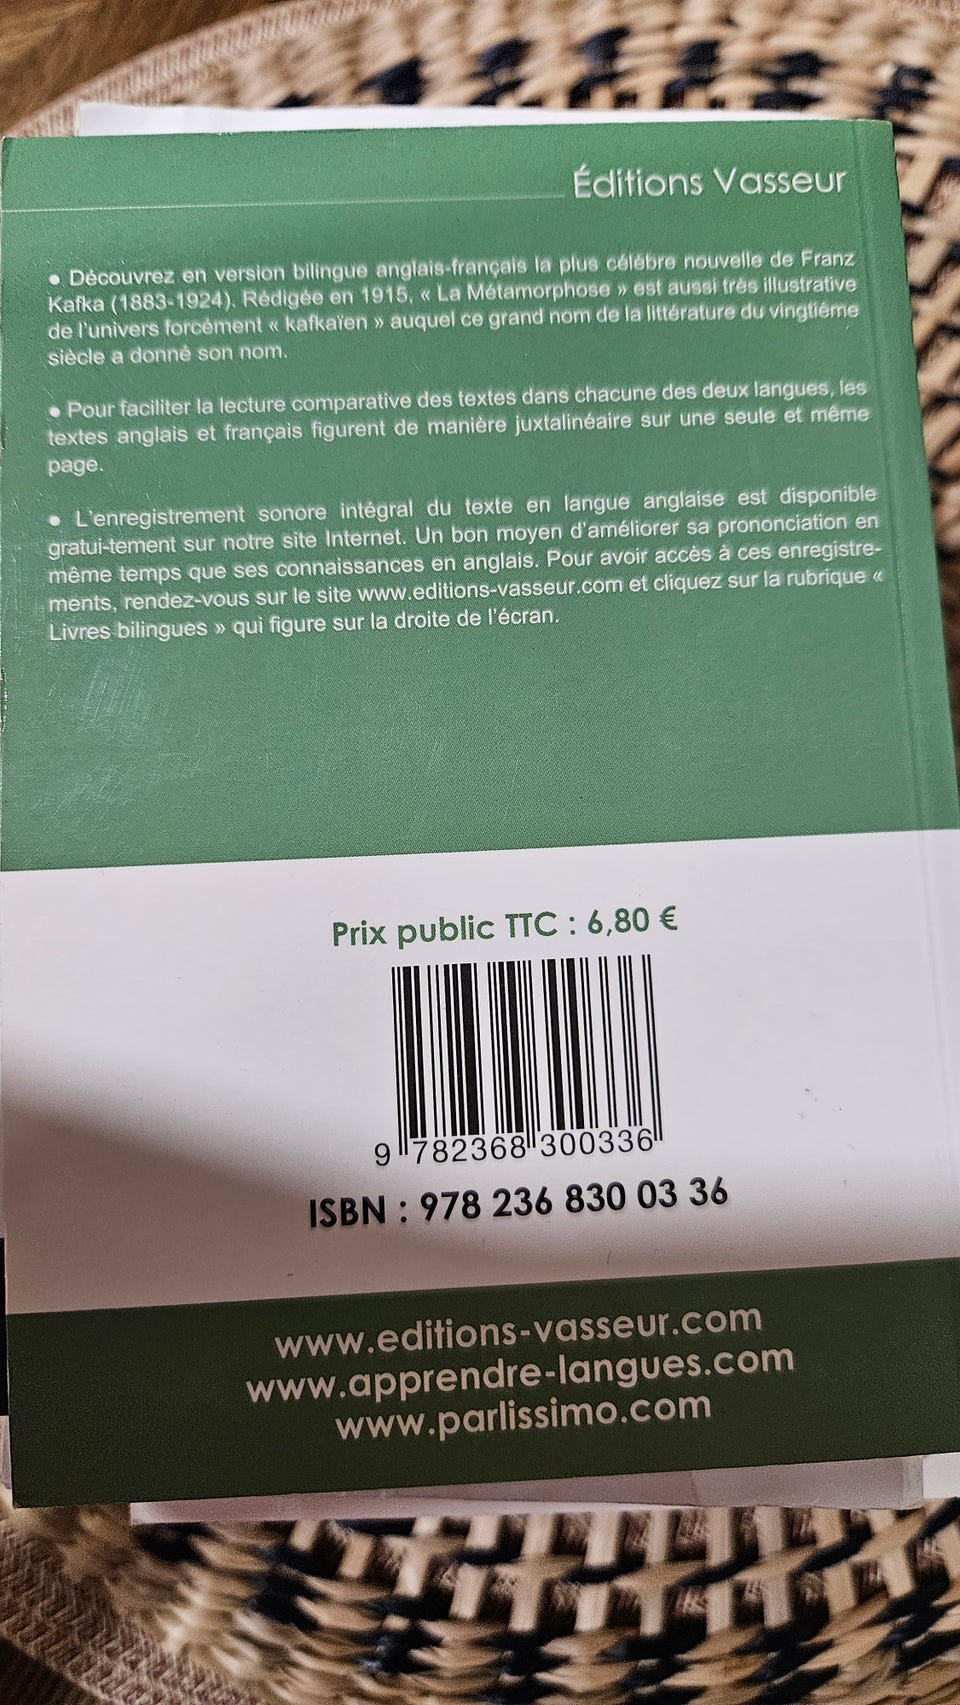 Éditions Vasseur
● Découvrez en version bilingue anglais-français la plus célèbre nouvelle de Franz
Kafka (1883-1924). Rédigée en 1915, « La Métamorphose » est aussi très illustrative
de l'univers forcément « kafkaïen » auquel ce grand nom de la littérature du vingtième
siècle a donné son nom.
● Pour faciliter la lecture comparative des textes dans chacune des deux langues, les
textes anglais et français figurent de manière juxtalinéaire sur une seule et même
page.
● L'enregistrement sonore intégral du texte en langue anglaise est disponible
gratui-tement sur notre site Internet. Un bon moyen d'améliorer sa prononciation en
même temps que ses connaissances en anglais. Pour avoir accès à ces enregistre-
ments, rendez-vous sur le site www.editions-vasseur.com et cliquez sur la rubrique «
Livres bilingues » qui figure sur la droite de l'écran.
Prix public TTC : 6,80 €
9 782368 300336
ISBN : 978 236 830 03 36
www.editions-vasseur.com
www.apprendre-langues.com
www.parlissimo.com